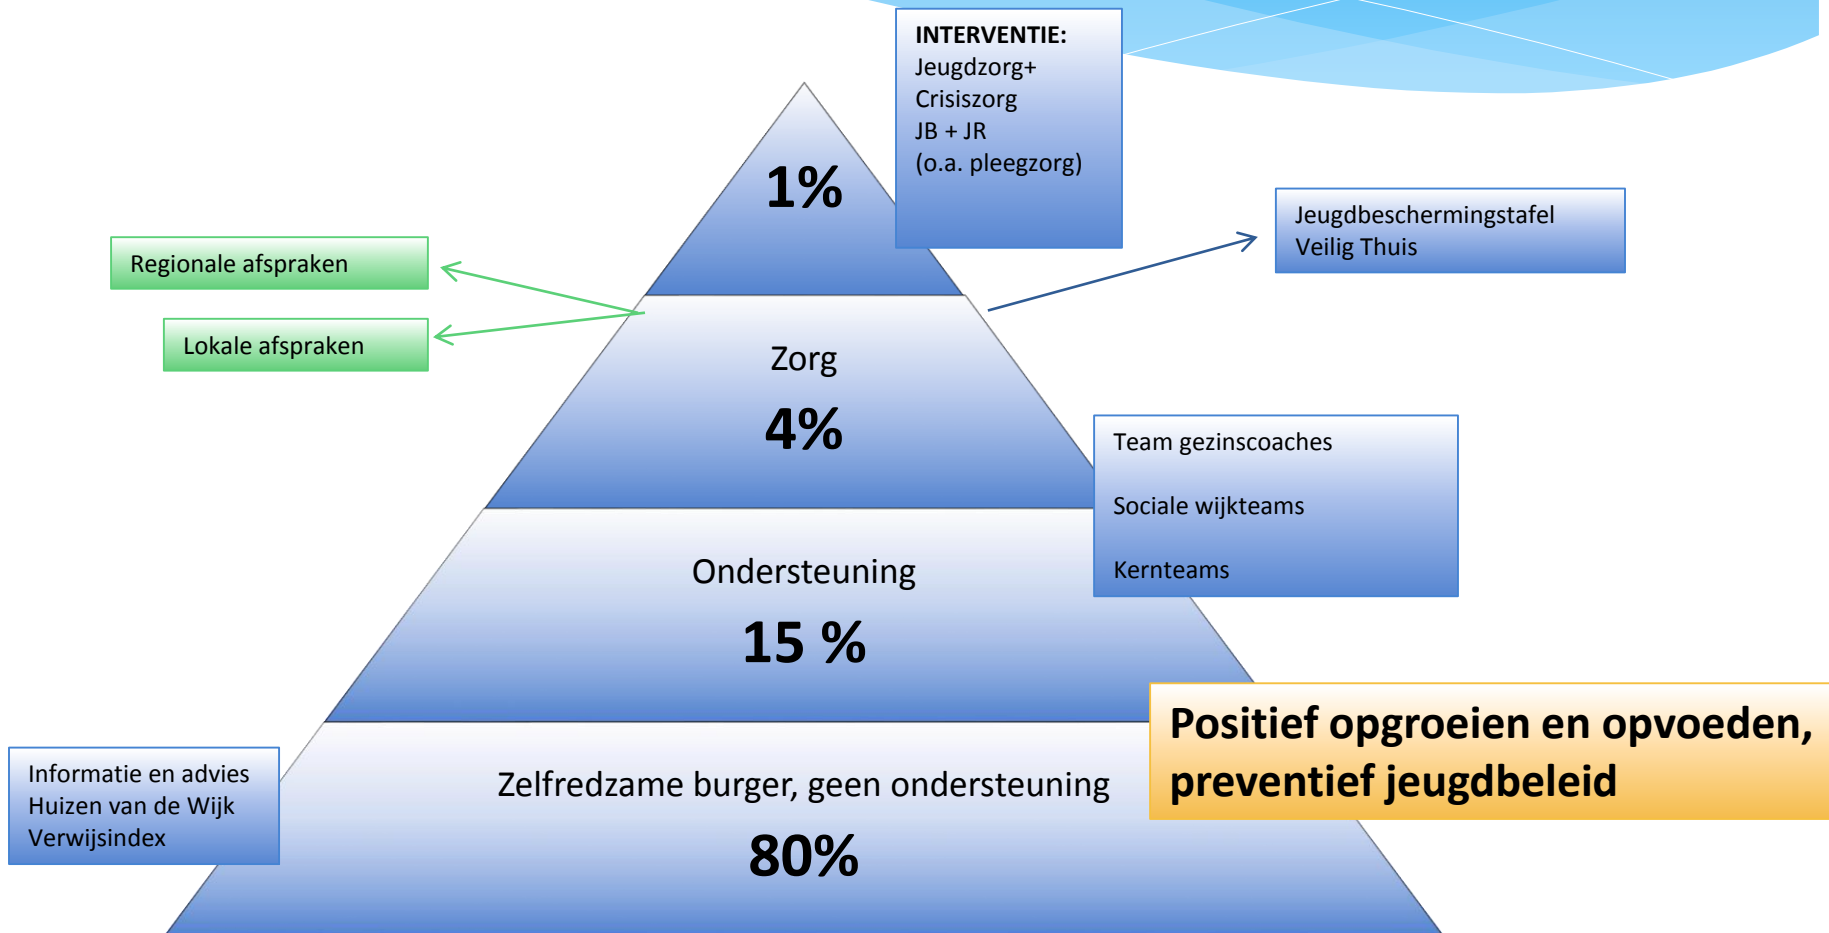 INTERVENTIE:
Jeugdzorg+
Crisiszorg
JB + JR
(o.a. pleegzorg)
1%
Jeugdbeschermingstafel
Veilig Thuis
Regionale afspraken
Lokale afspraken
Zorg
4%
Team gezinscoaches
Sociale wijkteams
Kernteams
Ondersteuning
15 %
Positief opgroeien en opvoeden,
preventief jeugdbeleid
Informatie en advies
Huizen van de Wijk
Verwijsindex
Zelfredzame burger, geen ondersteuning
80%